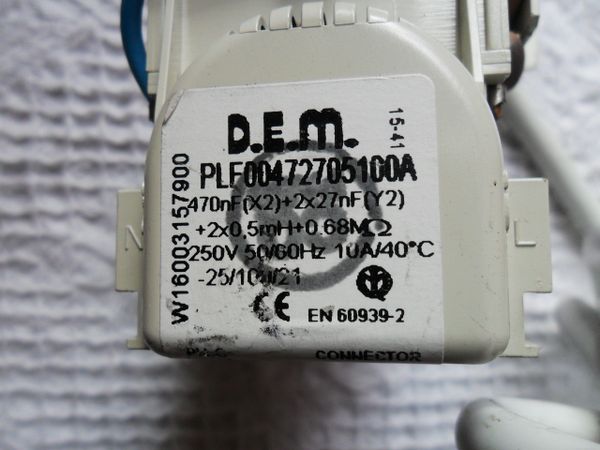 D.E.M.
15-41
PLF00472705100A
470nF(X2)+2x27nF(Y2)
+2x0,5mH+0.68MΩ
250V 50/60Hz 10A/40°C
-25/100/21
CE
EN 60939-2
W16003157900
N
L
CONNECTOR